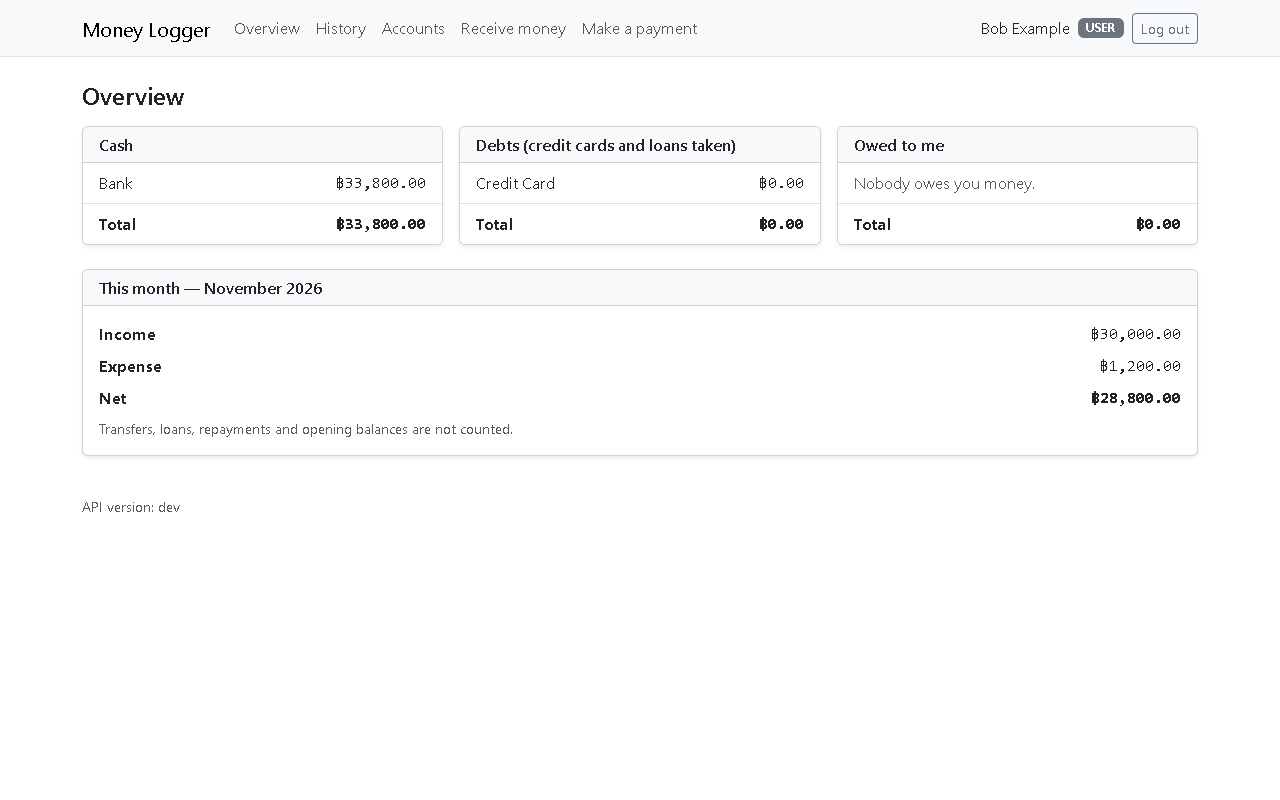 Money Logger Overview History Accounts Receive money Make a payment Bob Example USER Log out
Overview
Cash
Bank ฿33,800.00
Total ฿33,800.00
Debts (credit cards and loans taken)
Credit Card ฿0.00
Total ฿0.00
Owed to me
Nobody owes you money.
Total ฿0.00
This month — November 2026
Income ฿30,000.00
Expense ฿1,200.00
Net ฿28,800.00
Transfers, loans, repayments and opening balances are not counted.
API version: dev